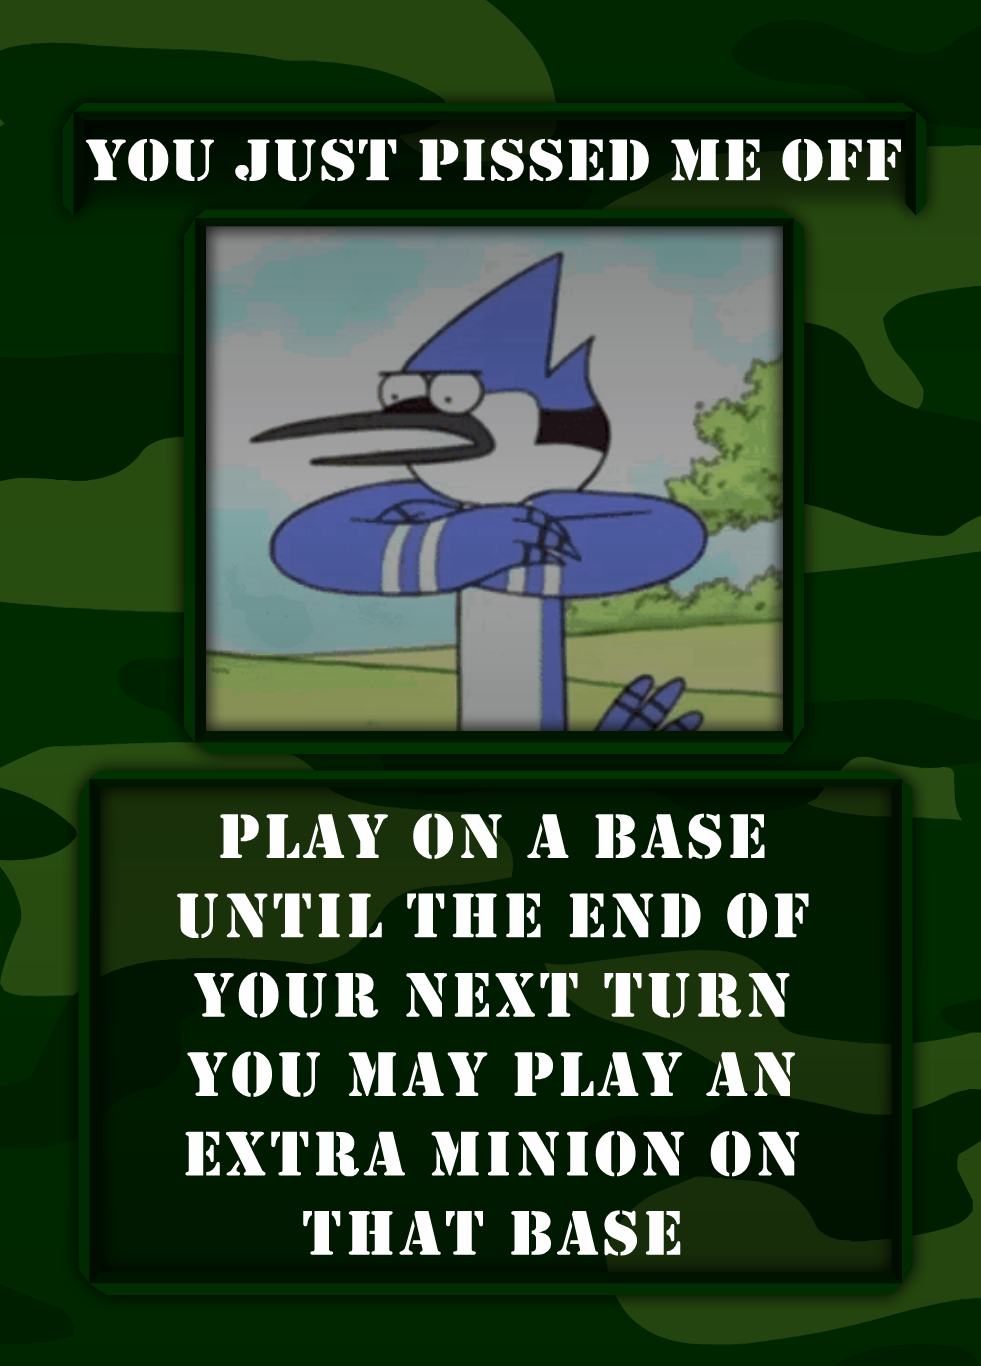 YOU JUST PISSED ME OFF
PLAY ON A BASE
UNTIL THE END OF
YOUR NEXT TURN
YOU MAY PLAY AN
EXTRA MINION ON
THAT BASE